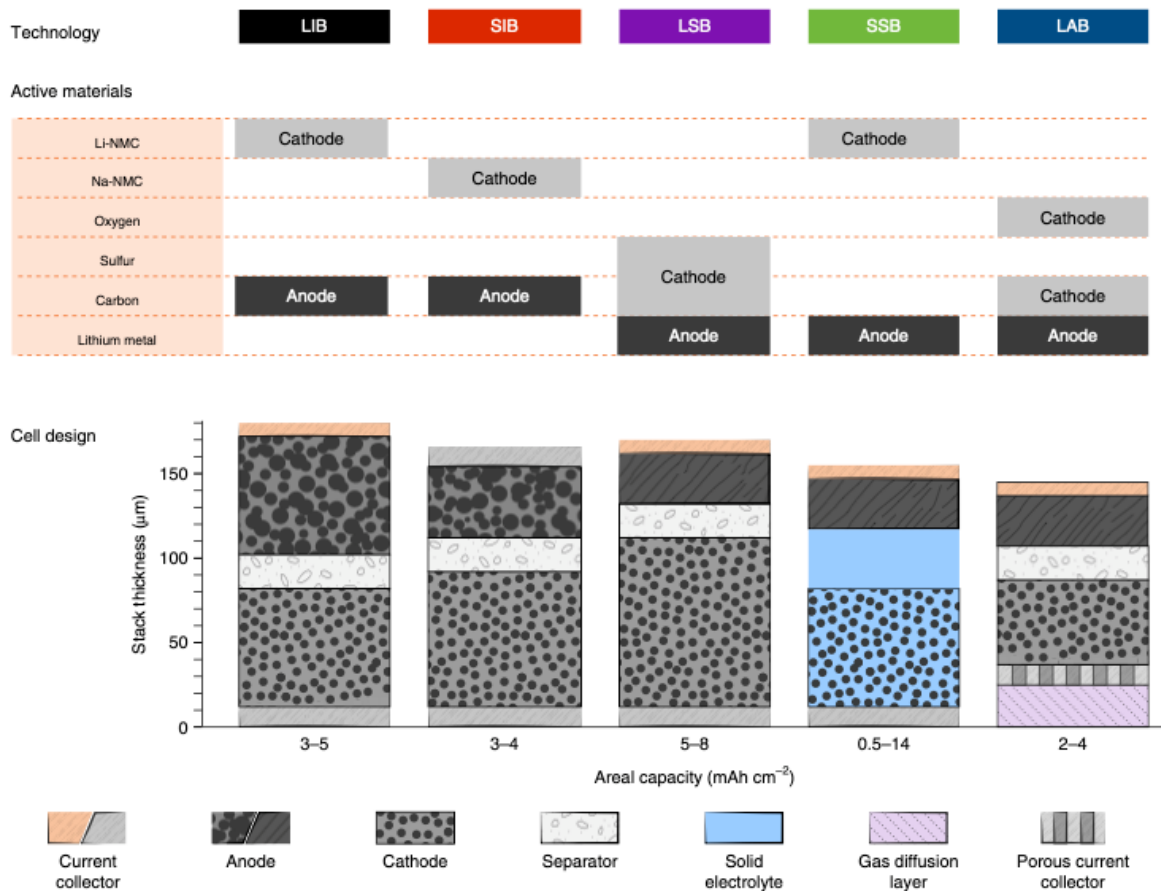 Technology
LIB
SIB
LSB
SSB
LAB
Active materials
Li-NMC
Cathode
Cathode
Na-NMC
Cathode
Oxygen
Cathode
Sulfur
Cathode
Carbon
Anode
Anode
Cathode
Lithium metal
Anode
Anode
Anode
Cell design
Stack thickness (μm)
150
100
50
0
3–5
3–4
5–8
0.5–14
2–4
Areal capacity (mAh cm⁻²)
Current
collector
Anode
Cathode
Separator
Solid
electrolyte
Gas diffusion
layer
Porous current
collector